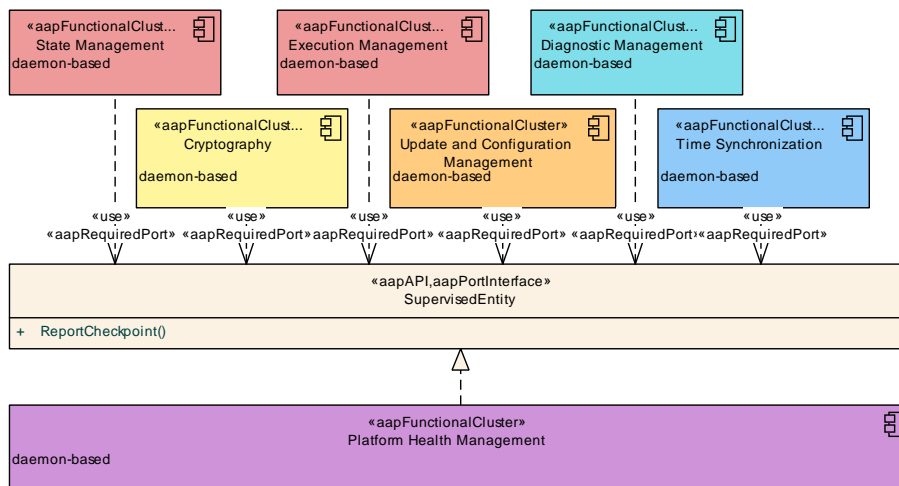 «aapFunctionalClust...
State Management
daemon-based
«aapFunctionalClust...
Execution Management
daemon-based
«aapFunctionalClust...
Diagnostic Management
daemon-based
«aapFunctionalClust...
Cryptography
daemon-based
«aapFunctionalCluster»
Update and Configuration
Management
daemon-based
«aapFunctionalClust...
Time Synchronization
daemon-based
«use» «use» «use» «use» «use» «use»
«aapRequiredPort» «aapRequiredPort» «aapRequiredPort» «aapRequiredPort» «aapRequiredPort» «aapRequiredPort»
«aapAPI,aapPortInterface»
SupervisedEntity
+ ReportCheckpoint()
«aapFunctionalCluster»
Platform Health Management
daemon-based